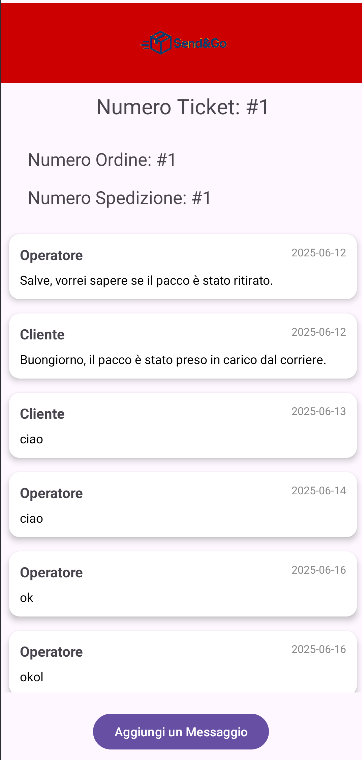 Send&Co
Numero Ticket: #1
Numero Ordine: #1
Numero Spedizione: #1
Operatore 2025-06-12
Salve, vorrei sapere se il pacco è stato ritirato.
Cliente 2025-06-12
Buongiorno, il pacco è stato preso in carico dal corriere.
Cliente 2025-06-13
ciao
Operatore 2025-06-14
ciao
Operatore 2025-06-16
ok
Operatore 2025-06-16
okol
Aggiungi un Messaggio